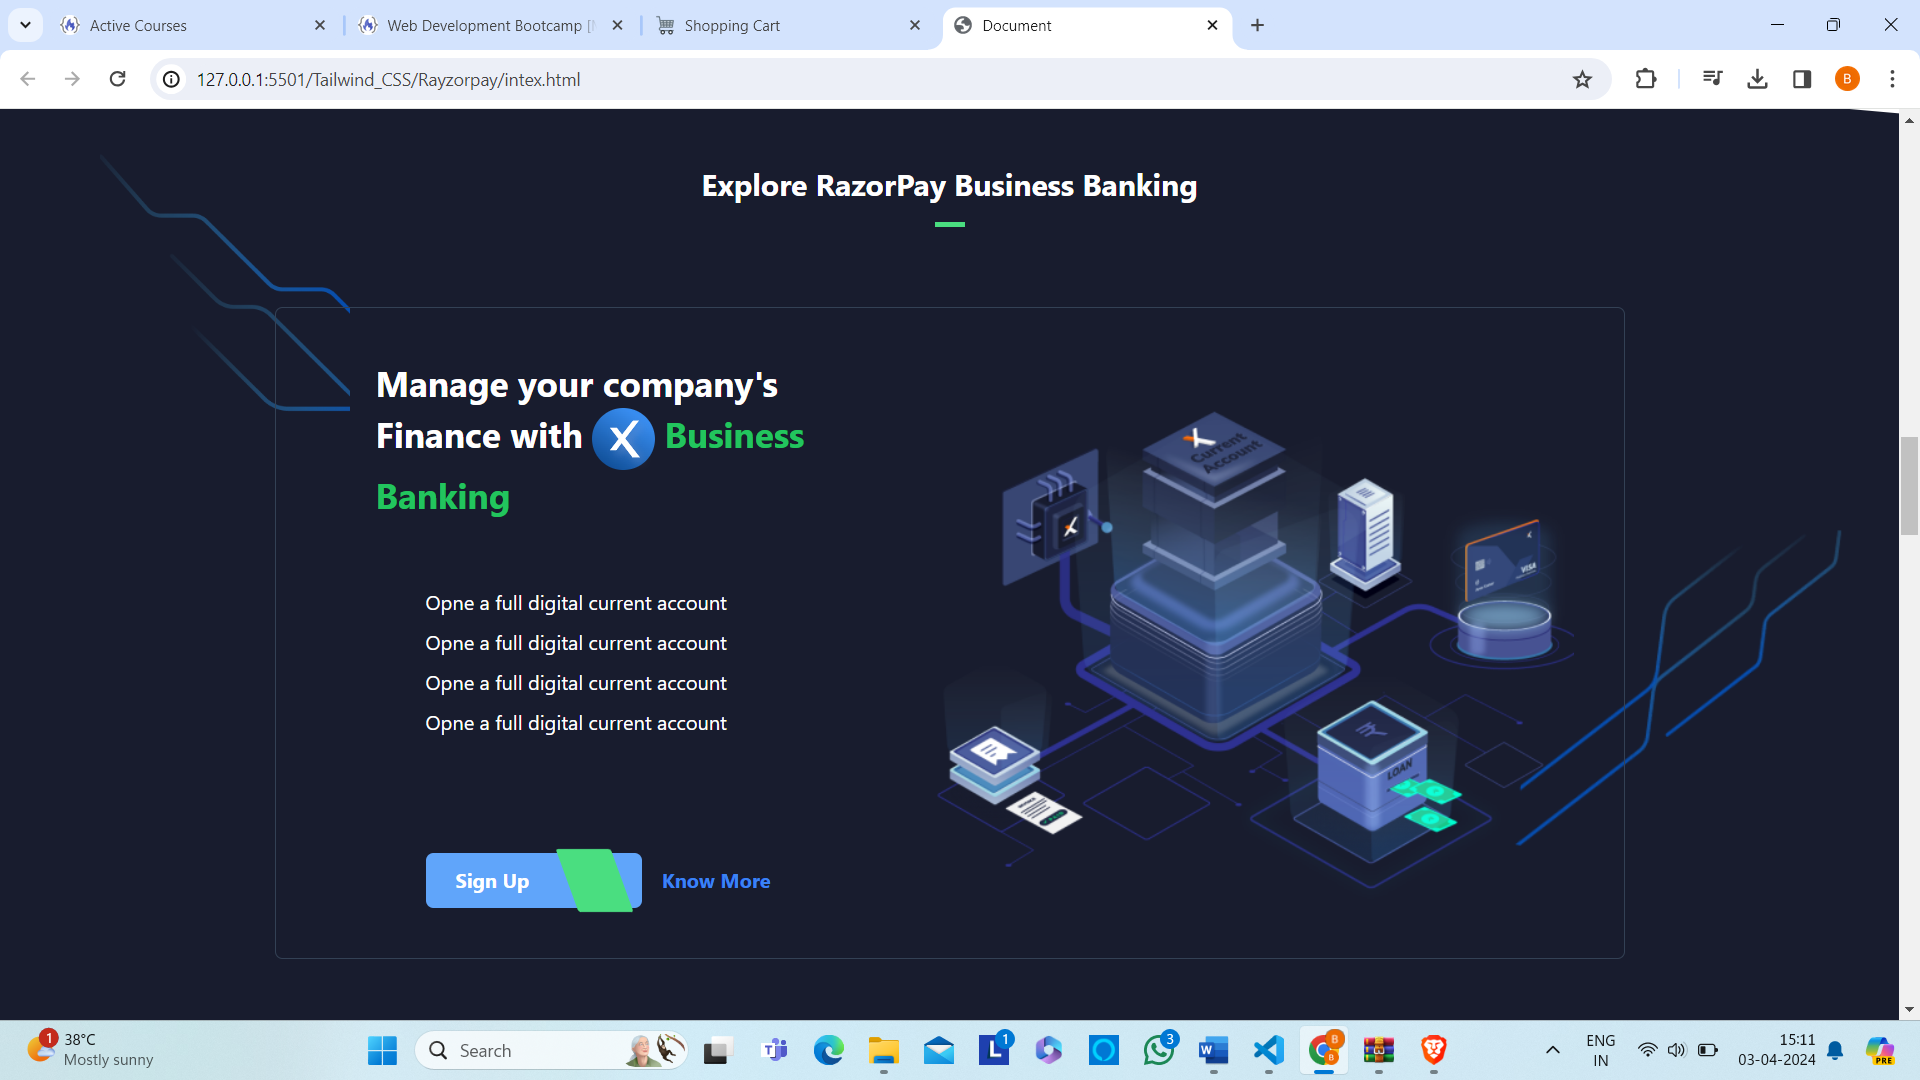 Active Courses
Web Development Bootcamp [
Shopping Cart
Document
127.0.0.1:5501/Tailwind_CSS/Rayzorpay/intex.html
B
Explore RazorPay Business Banking
Manage your company's
Finance with X Business
Banking
Current
Account
VISA
LOAN
Opne a full digital current account
Opne a full digital current account
Opne a full digital current account
Opne a full digital current account
Sign Up
Know More
1
38°C
Mostly sunny
Search
1
3
B
B
ENG
IN
15:11
03-04-2024
PRE